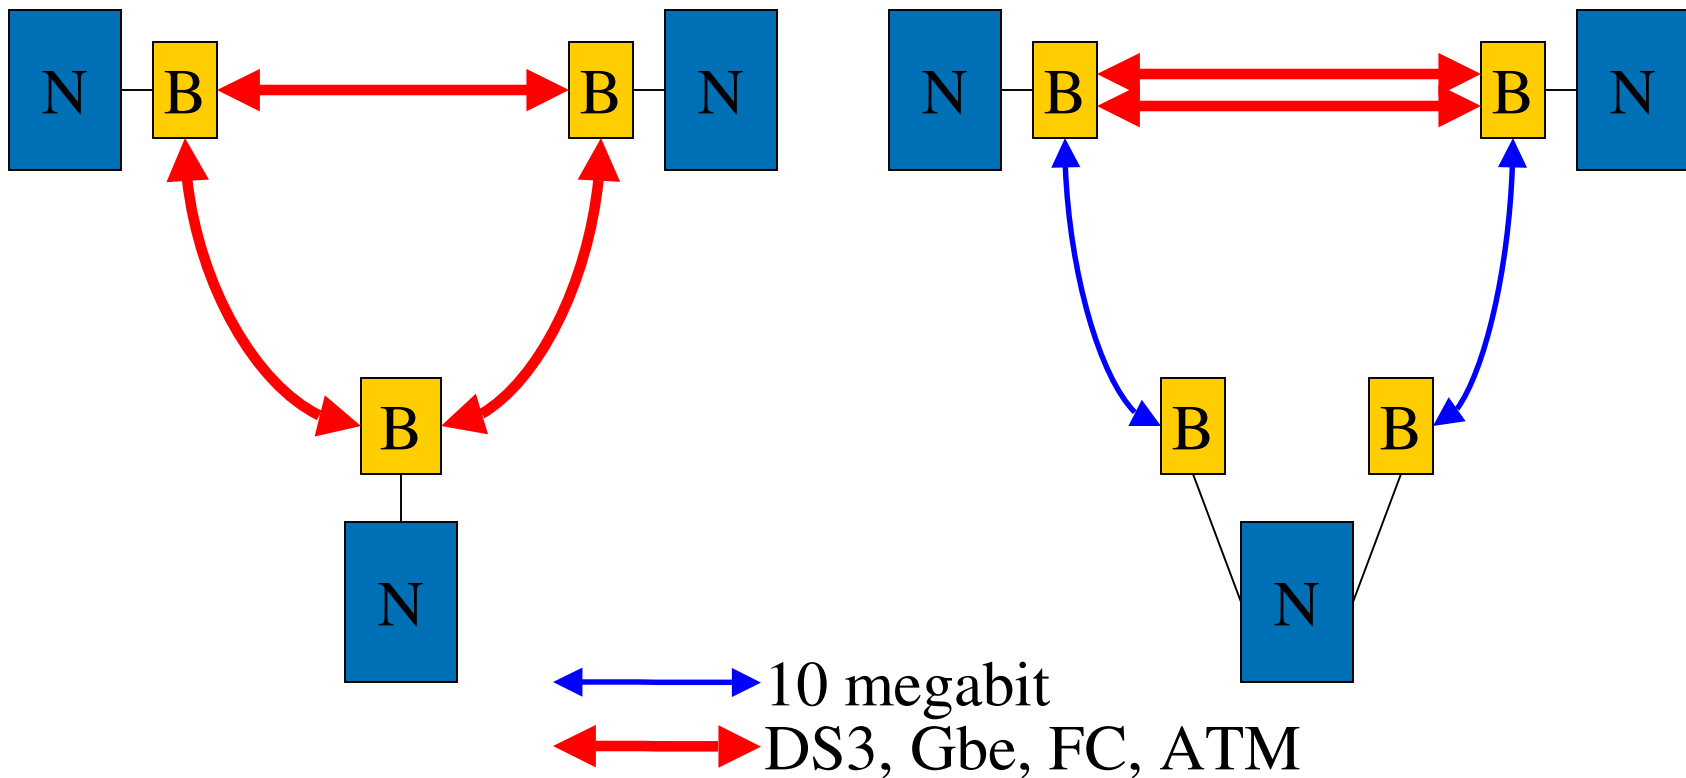 N B B N N B B N
B B B
N N
10 megabit
DS3, Gbe, FC, ATM